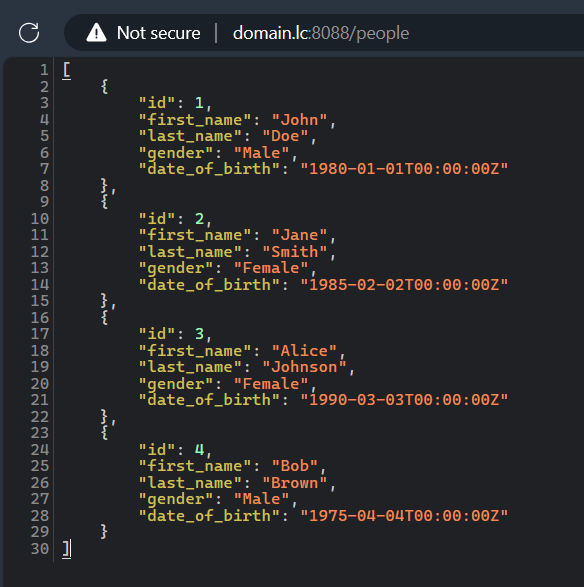 Not secure | domain.lc:8088/people
1 [
2     {
3         "id": 1,
4         "first_name": "John",
5         "last_name": "Doe",
6         "gender": "Male",
7         "date_of_birth": "1980-01-01T00:00:00Z"
8     },
9     {
10         "id": 2,
11         "first_name": "Jane",
12         "last_name": "Smith",
13         "gender": "Female",
14         "date_of_birth": "1985-02-02T00:00:00Z"
15     },
16     {
17         "id": 3,
18         "first_name": "Alice",
19         "last_name": "Johnson",
20         "gender": "Female",
21         "date_of_birth": "1990-03-03T00:00:00Z"
22     },
23     {
24         "id": 4,
25         "first_name": "Bob",
26         "last_name": "Brown",
27         "gender": "Male",
28         "date_of_birth": "1975-04-04T00:00:00Z"
29     }
30 ]